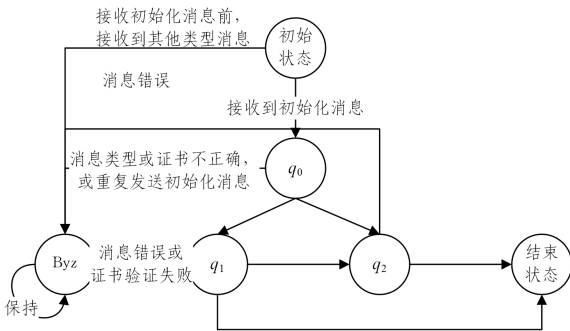 接收初始化消息前，
接收到其他类型消息
初始
状态
消息错误
接收到初始化消息
消息类型或证书不正确，
或重复发送初始化消息
q0
Byz
消息错误或
证书验证失败
q1
q2
结束
状态
保持